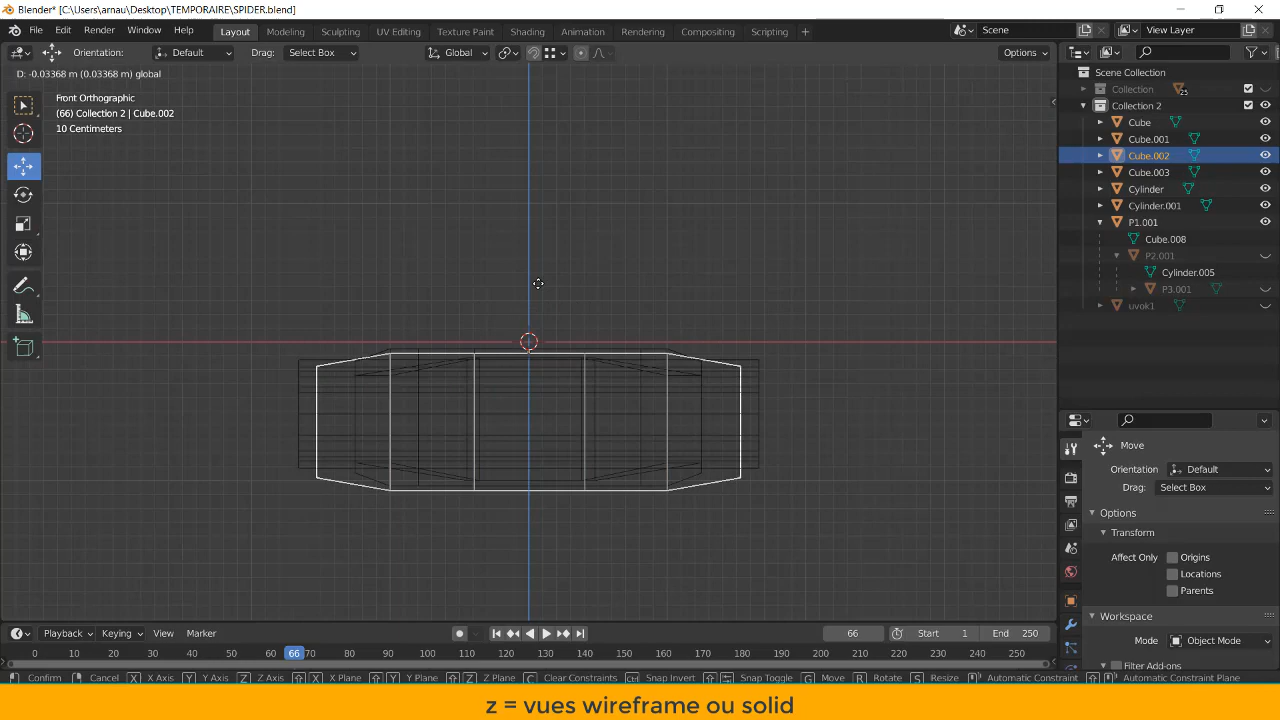 Blender* [C:\Users\arnau\Desktop\TEMPORAIRE\SPIDER.blend]
File Edit Render Window Help Layout Modeling Sculpting UV Editing Texture Paint Shading Animation Rendering Compositing Scripting Scene View Layer
Orientation: Default Drag: Select Box Global Options
D: -0.03368 m (0.03368 m) global
Front Orthographic
(66) Collection 2 | Cube.002
10 Centimeters
Scene Collection
Collection 25
Collection 2
Cube
Cube.001
Cube.002
Cube.003
Cylinder
Cylinder.001
P1.001
Cube.008
P2.001
Cylinder.005
P3.001
uvok1
Move
Orientation Default
Drag: Select Box
Options
Transform
Affect Only Origins
Locations
Parents
Workspace
Mode Object Mode
Filter Add-ons
Playback Keying View Marker 66 Start 1 End 250
0 10 20 30 40 50 60 66 70 80 90 100 110 120 130 140 150 160 170 180 190 200 210 220 230 240 250
Confirm Cancel X X Axis Y Y Axis Z Z Axis X X Plane Y Y Plane Z Z Plane C Clear Constraints Ctrl Snap Invert Snap Toggle G Move R Rotate S Resize Automatic Constraint Automatic Constraint Plane
z = vues wireframe ou solid